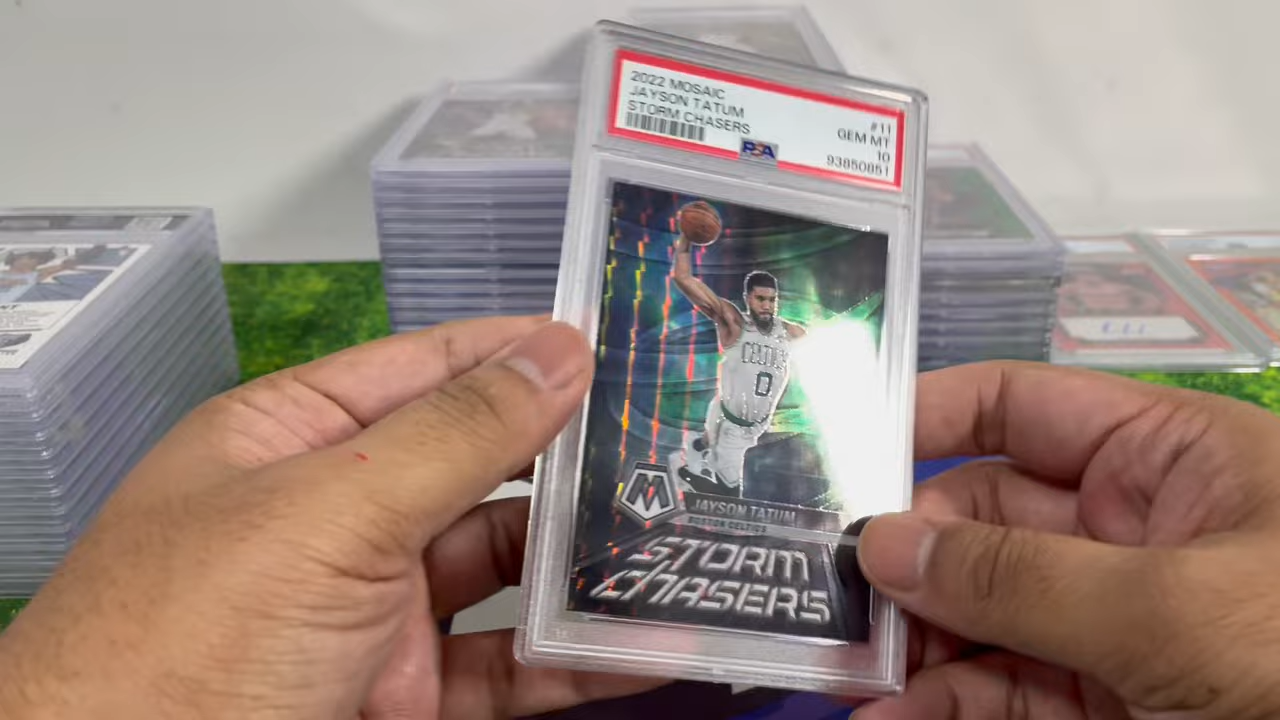 2022 MOSAIC
JAYSON TATUM
STORM CHASERS
#11
GEM MT
10
93850851
PSA
CELTICS
0
M
JAYSON TATUM
BOSTON CELTICS
STORM
CHASERS